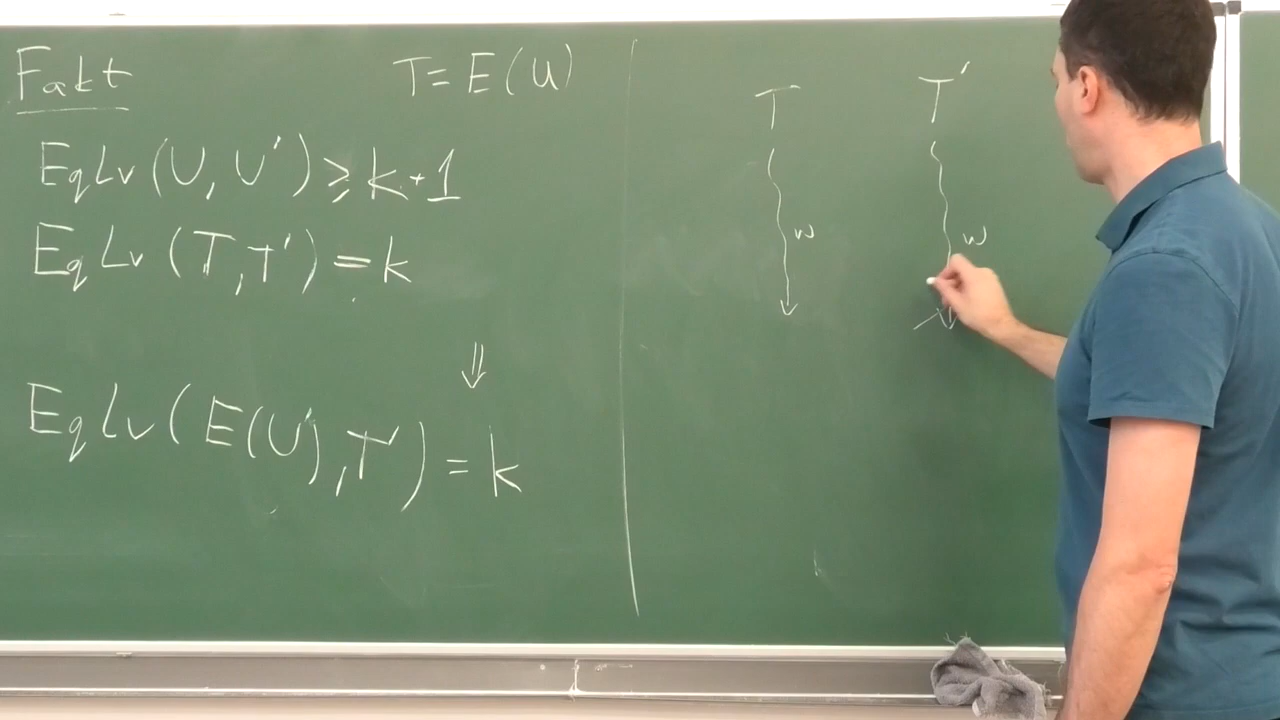 Fakt
T = E(U)
EqLv(U, U') ≥ k+1
EqLv(T, T') = k
⇓
EqLv(E(U'), T') = k
T T'
w w